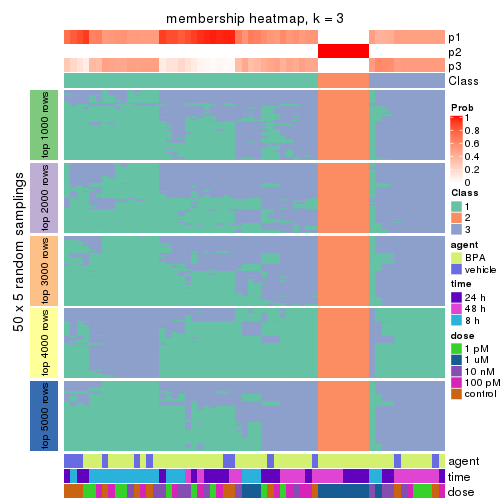 membership heatmap, k = 3
p1
p2
p3
Class
50 x 5 random samplings
top 1000 rows
top 2000 rows
top 3000 rows
top 4000 rows
top 5000 rows
agent
time
dose
Prob
1
0.8
0.6
0.4
0.2
0
Class
1
2
3
agent
BPA
vehicle
time
24 h
48 h
8 h
dose
1 pM
1 uM
10 nM
100 pM
control